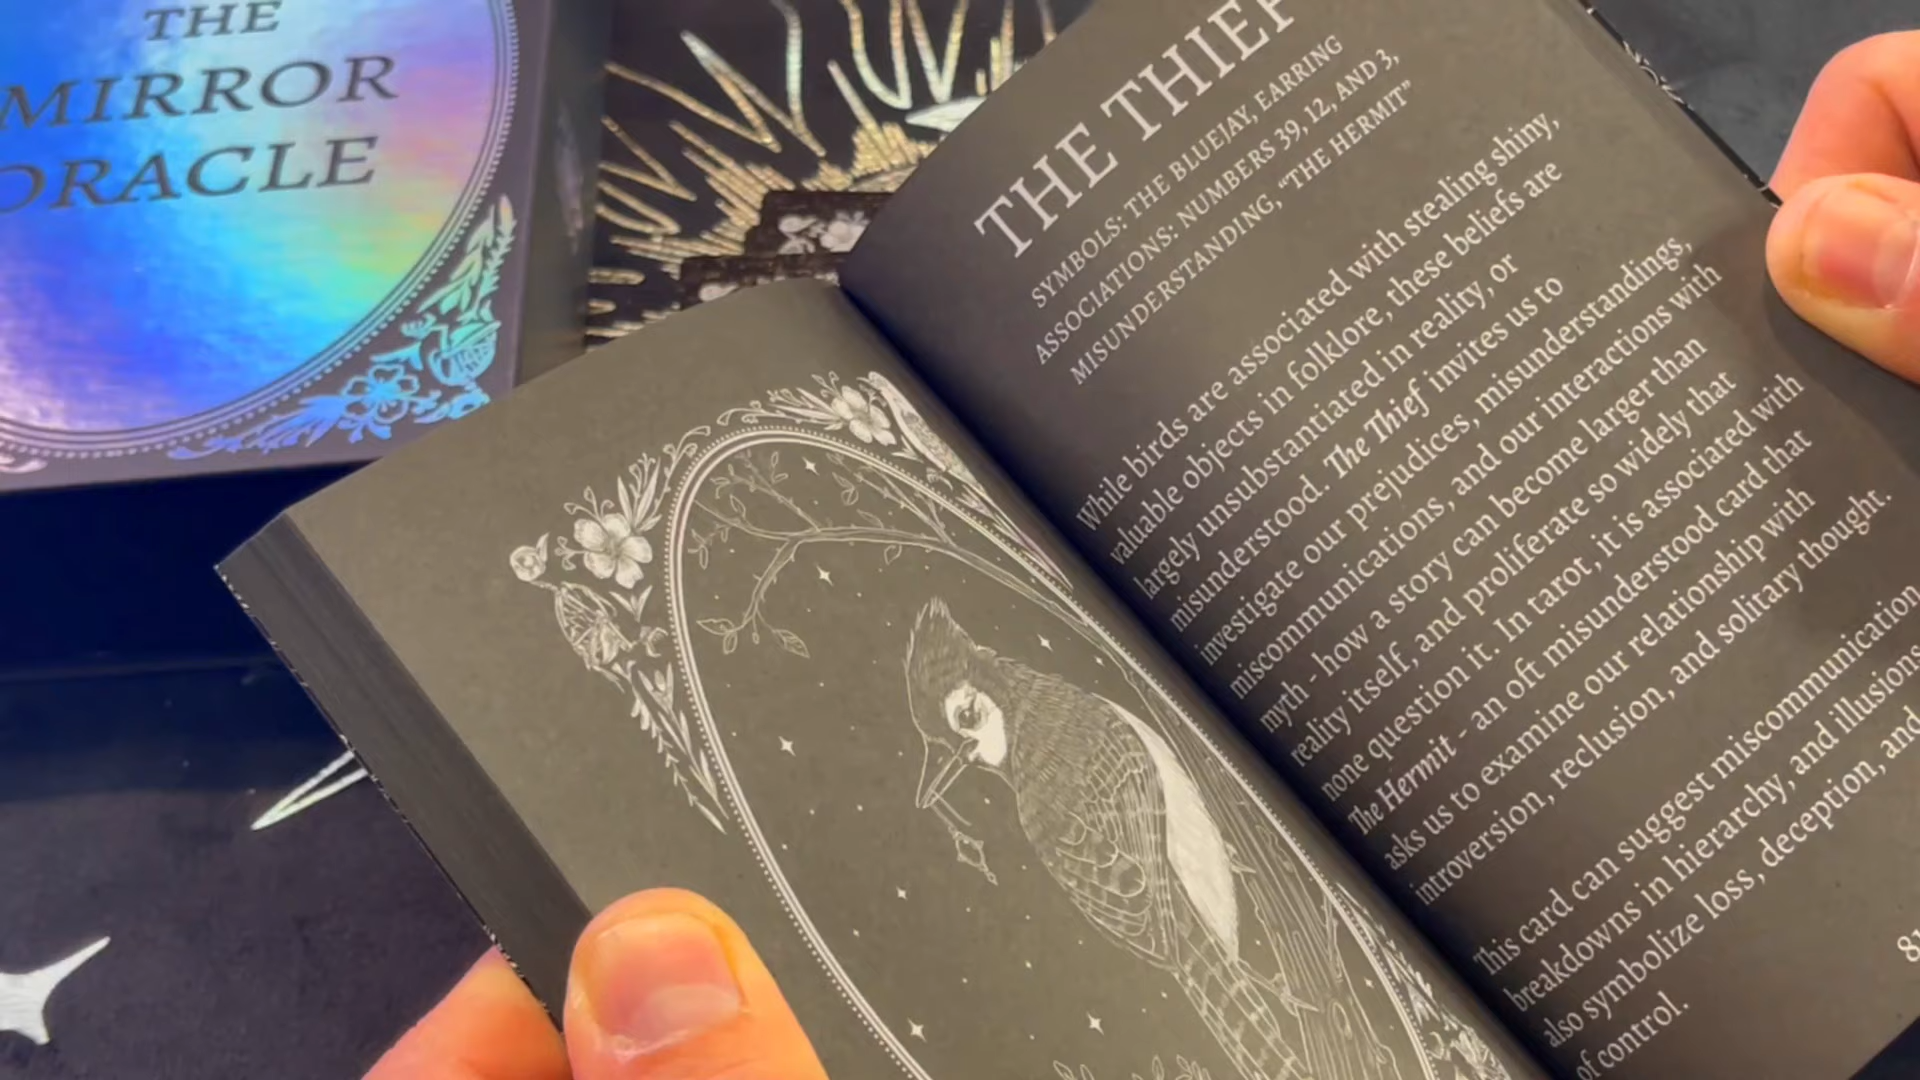 THE
MIRROR
ORACLE
THE THIEF
SYMBOLS: THE BLUEJAY, EARRING
ASSOCIATIONS: NUMBERS 39, 12, AND 3,
MISUNDERSTANDING, “THE HERMIT”
While birds are associated with stealing shiny,
valuable objects in folklore, these beliefs are
largely unsubstantiated in reality, or
misunderstood. The Thief invites us to
investigate our prejudices, misunderstandings,
miscommunications, and our interactions with
myth - how a story can become larger than
reality itself, and proliferate so widely that
none question it. In tarot, it is associated with
The Hermit - an oft misunderstood card that
asks us to examine our relationship with
introversion, reclusion, and solitary thought.
This card can suggest miscommunication
breakdowns in hierarchy, and illusions
also symbolize loss, deception, and
of control.